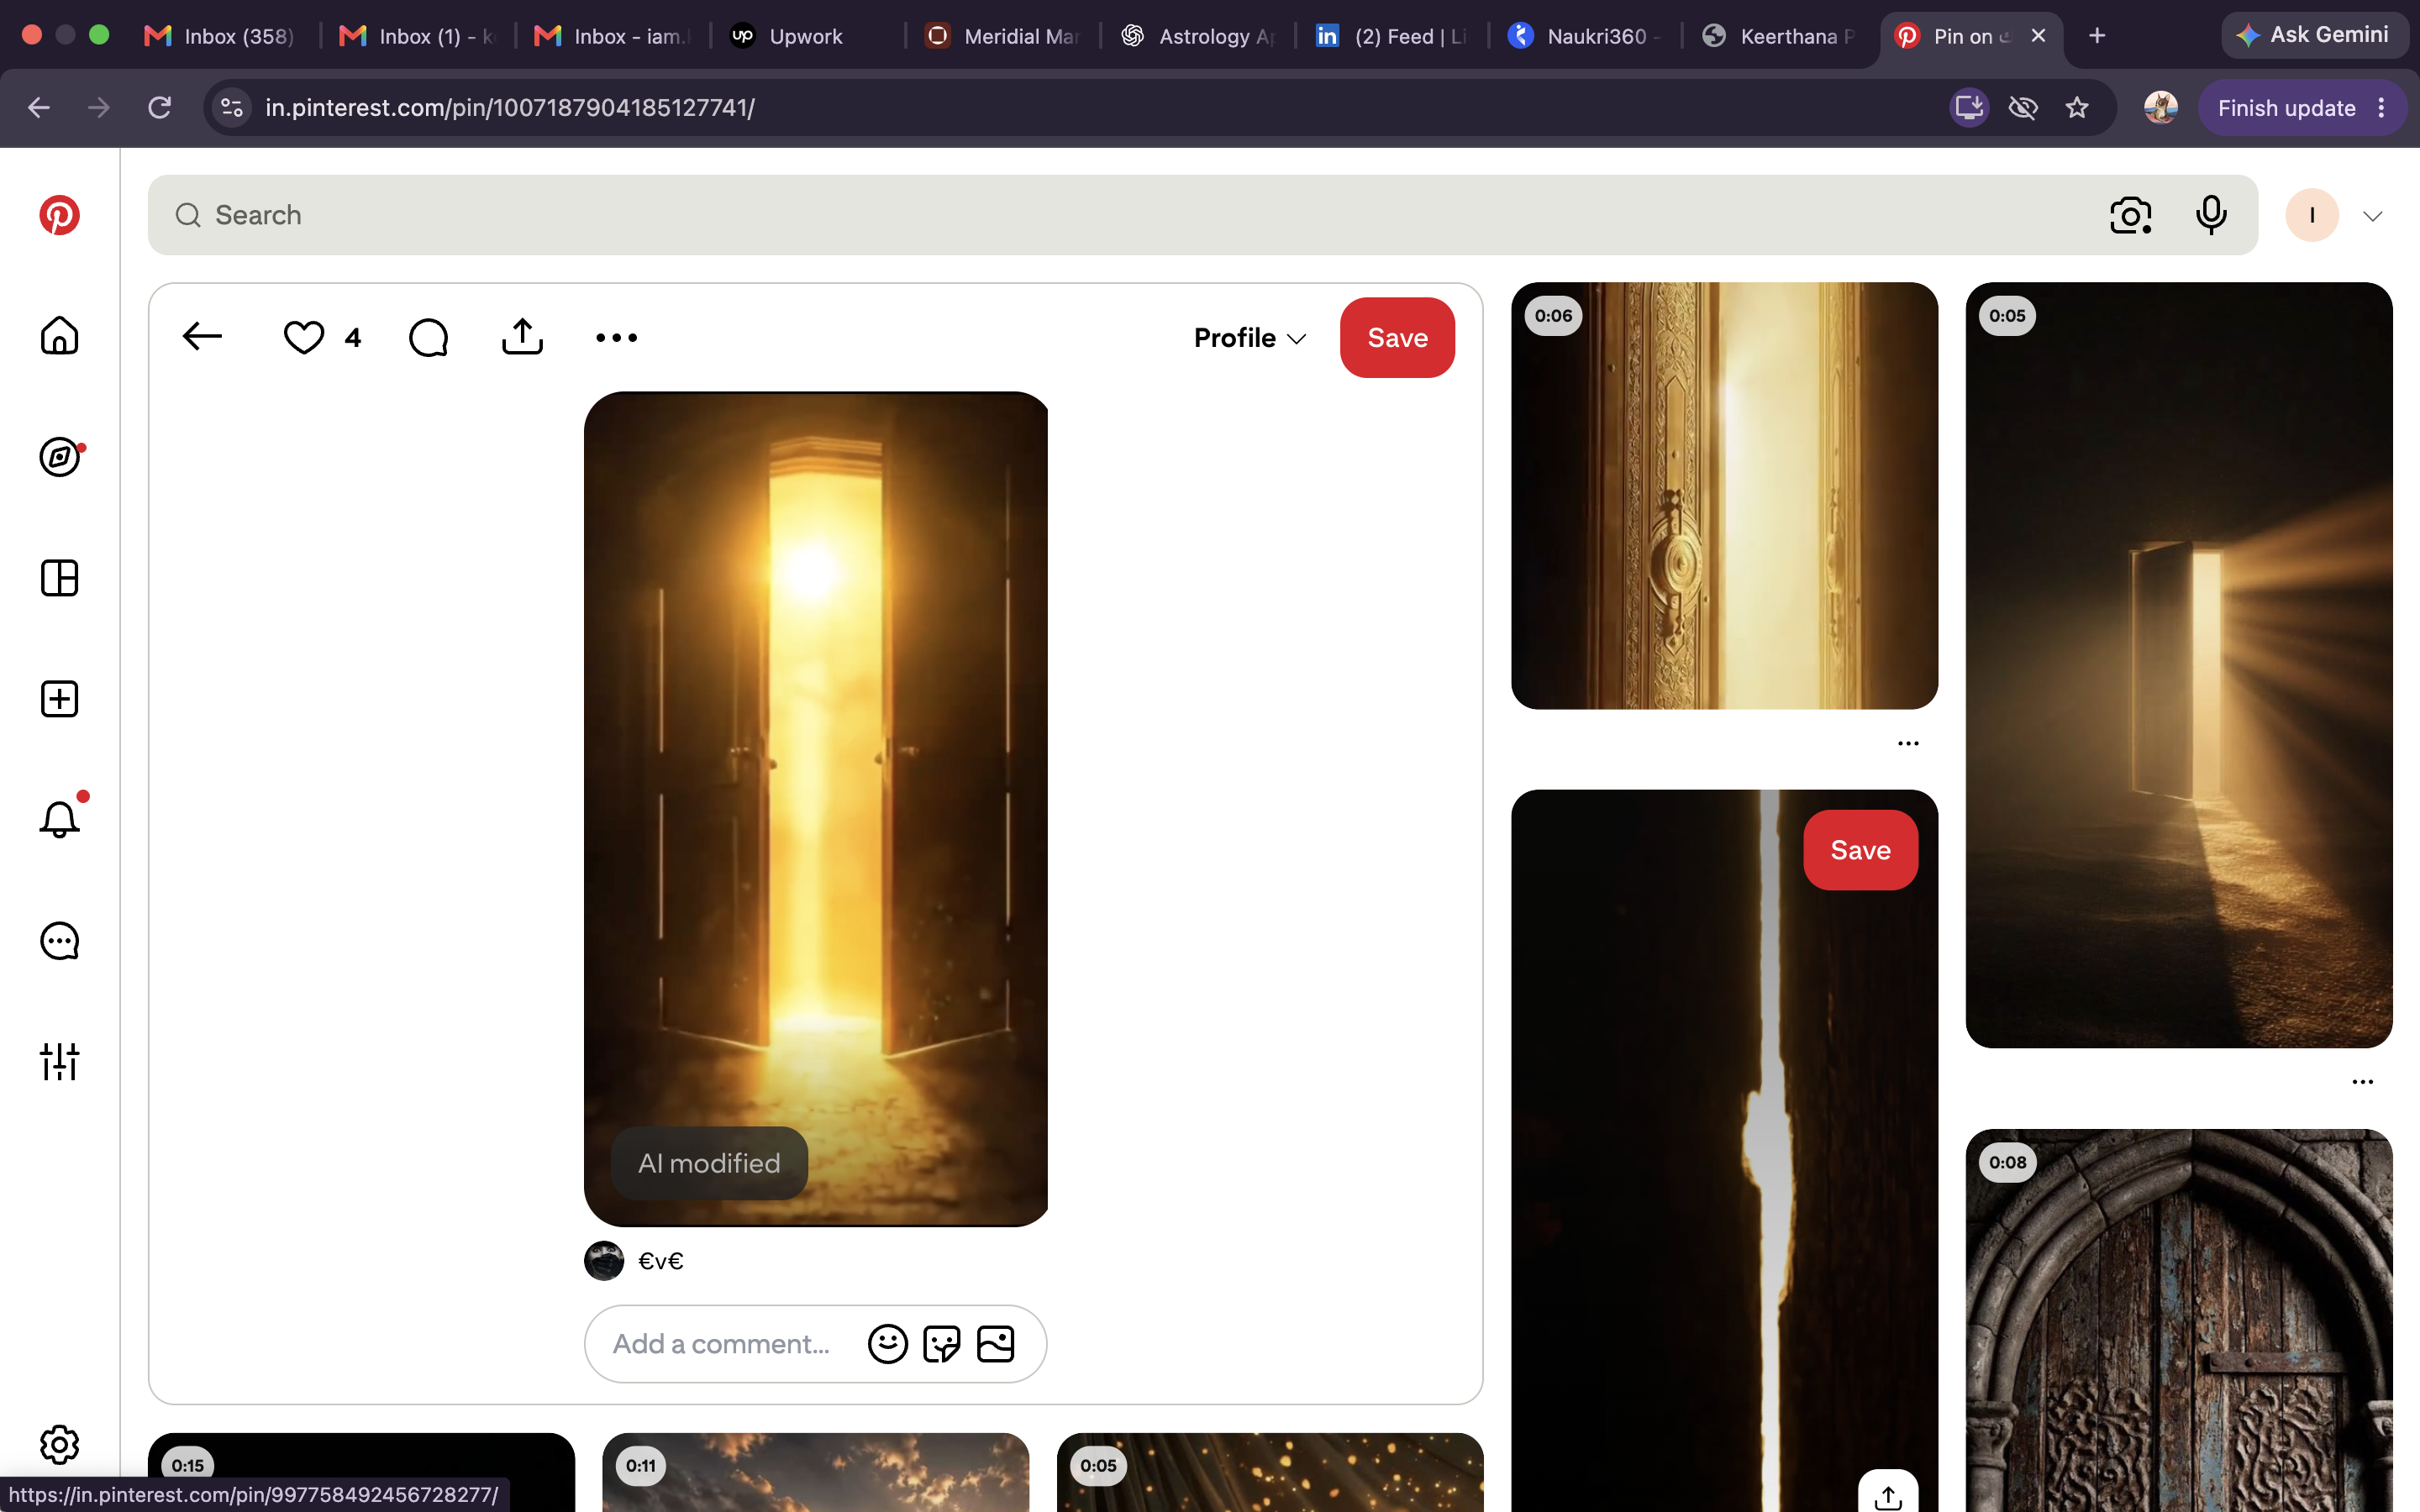 Inbox (358)
Inbox (1) - k
Inbox - iam.
Upwork
Meridial Mar
Astrology Ap
(2) Feed | Li
Naukri360 -
Keerthana P
Pin on
Ask Gemini
in.pinterest.com/pin/1007187904185127741/
Finish update
Search
I
4
Profile
Save
0:06
0:05
Save
AI modified
€v€
0:08
Add a comment...
0:15
0:11
0:05
https://in.pinterest.com/pin/997758492456728277/